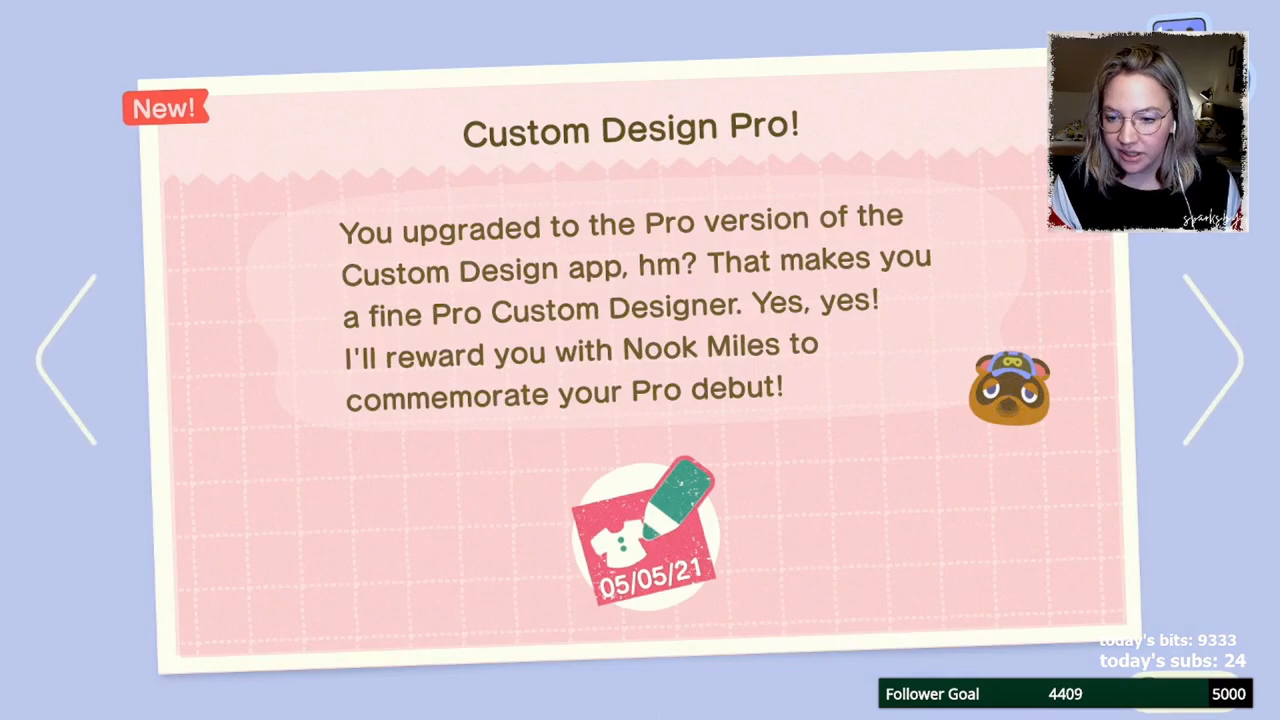 New!
Custom Design Pro!
You upgraded to the Pro version of the
Custom Design app, hm? That makes you
a fine Pro Custom Designer. Yes, yes!
I'll reward you with Nook Miles to
commemorate your Pro debut!
05/05/21
today's bits: 9333
today's subs: 24
Follower Goal 4409 5000